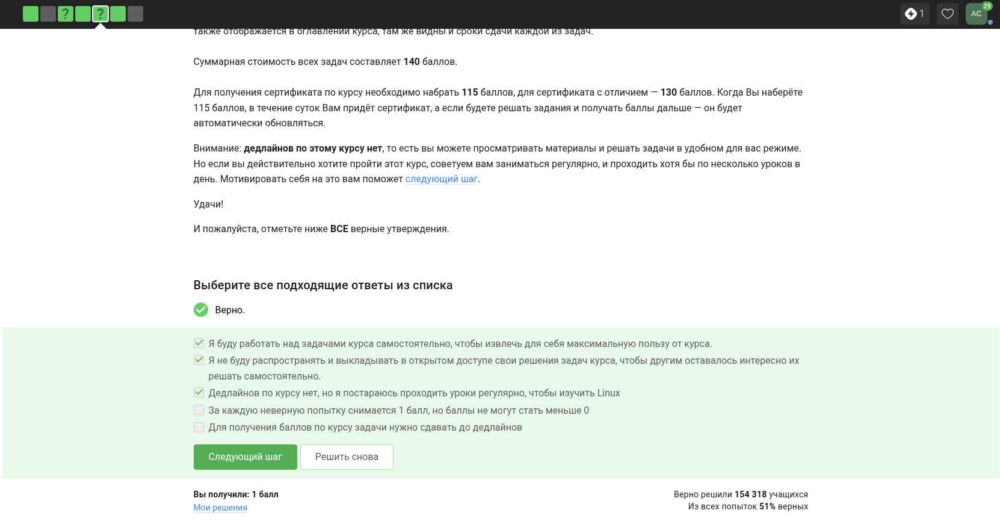 ?
?
1
AC
29
также отображается в оглавлении курса, там же видны и сроки сдачи каждой из задач.
Суммарная стоимость всех задач составляет 140 баллов.
Для получения сертификата по курсу необходимо набрать 115 баллов, для сертификата с отличием — 130 баллов. Когда Вы наберёте
115 баллов, в течение суток Вам придёт сертификат, а если будете решать задания и получать баллы дальше — он будет
автоматически обновляться.
Внимание: дедлайнов по этому курсу нет, то есть вы можете просматривать материалы и решать задачи в удобном для вас режиме.
Но если вы действительно хотите пройти этот курс, советуем вам заниматься регулярно, и проходить хотя бы по несколько уроков в
день. Мотивировать себя на это вам поможет следующий шаг.
Удачи!
И пожалуйста, отметьте ниже ВСЕ верные утверждения.
Выберите все подходящие ответы из списка
Верно.
Я буду работать над задачами курса самостоятельно, чтобы извлечь для себя максимальную пользу от курса.
Я не буду распространять и выкладывать в открытом доступе свои решения задач курса, чтобы другим оставалось интересно их
решать самостоятельно.
Дедлайнов по курсу нет, но я постараюсь проходить уроки регулярно, чтобы изучить Linux
За каждую неверную попытку снимается 1 балл, но баллы не могут стать меньше 0
Для получения баллов по курсу задачи нужно сдавать до дедлайнов
Следующий шаг
Решить снова
Вы получили: 1 балл
Мои решения
Верно решили 154 318 учащихся
Из всех попыток 51% верных